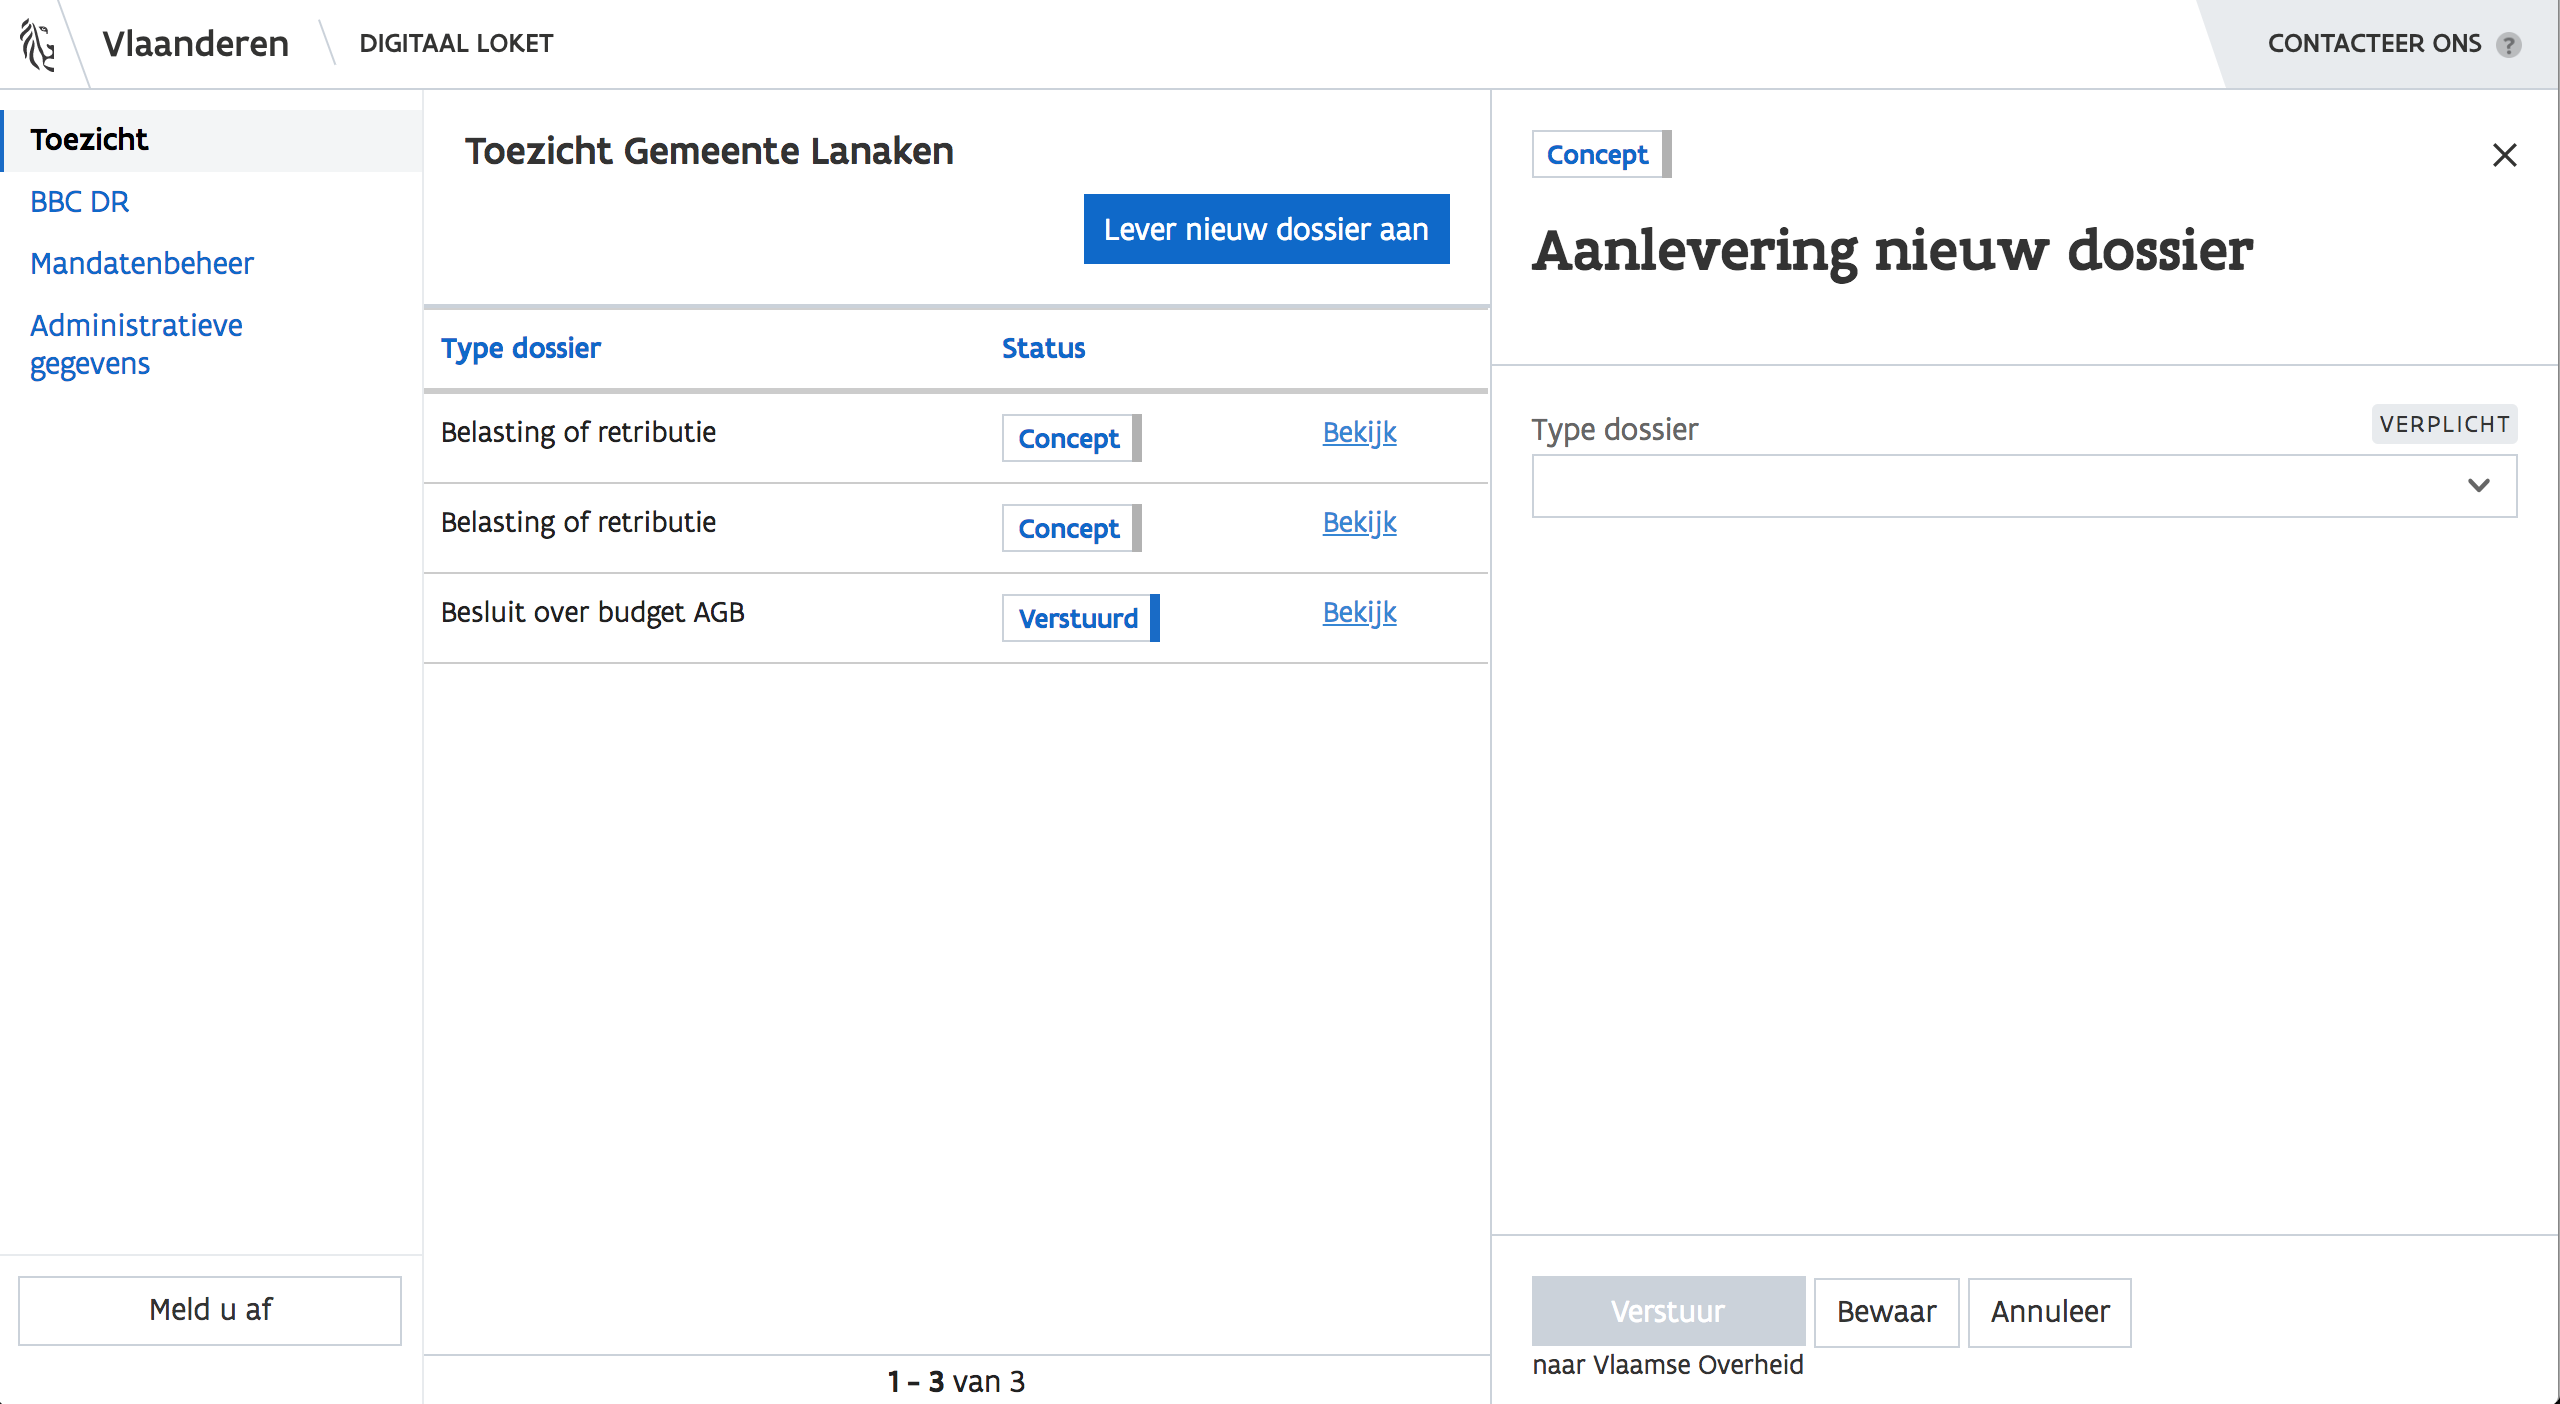 Vlaanderen
DIGITAAL LOKET
CONTACTEER ONS ?
Toezicht
BBC DR
Mandatenbeheer
Administratieve
gegevens
Meld u af
Toezicht Gemeente Lanaken
Lever nieuw dossier aan
Type dossier Status
Belasting of retributie Concept Bekijk
Belasting of retributie Concept Bekijk
Besluit over budget AGB Verstuurd Bekijk
1 - 3 van 3
Concept
Aanlevering nieuw dossier
Type dossier VERPLICHT
Verstuur Bewaar Annuleer
naar Vlaamse Overheid